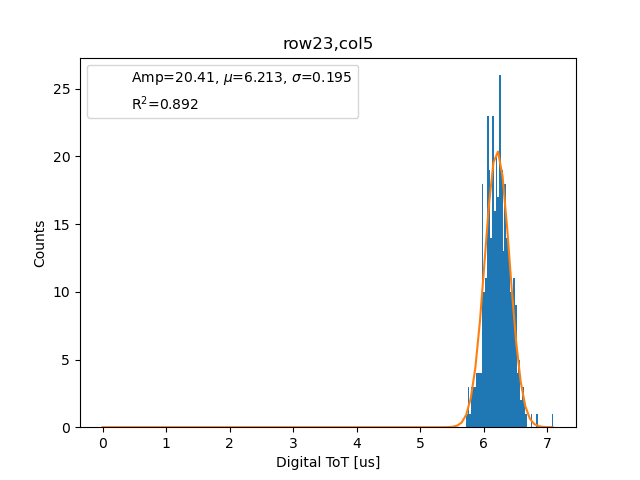 row23,col5
Amp=20.41, μ=6.213, σ=0.195
R²=0.892
25
20
15
10
5
0
Counts
0 1 2 3 4 5 6 7
Digital ToT [us]